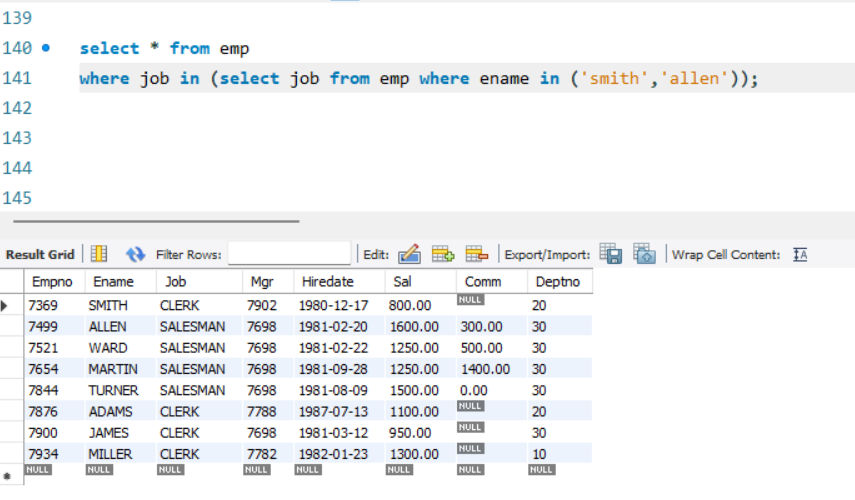 139
140 select * from emp
141 where job in (select job from emp where ename in ('smith','allen'));
142
143
144
145
Result Grid Filter Rows: Edit: Export/Import: Wrap Cell Content: IA
Empno Ename Job Mgr Hiredate Sal Comm Deptno
7369 SMITH CLERK 7902 1980-12-17 800.00 NULL 20
7499 ALLEN SALESMAN 7698 1981-02-20 1600.00 300.00 30
7521 WARD SALESMAN 7698 1981-02-22 1250.00 500.00 30
7654 MARTIN SALESMAN 7698 1981-09-28 1250.00 1400.00 30
7844 TURNER SALESMAN 7698 1981-08-09 1500.00 0.00 30
7876 ADAMS CLERK 7788 1987-07-13 1100.00 NULL 20
7900 JAMES CLERK 7698 1981-03-12 950.00 NULL 30
7934 MILLER CLERK 7782 1982-01-23 1300.00 NULL 10
NULL NULL NULL NULL NULL NULL NULL NULL